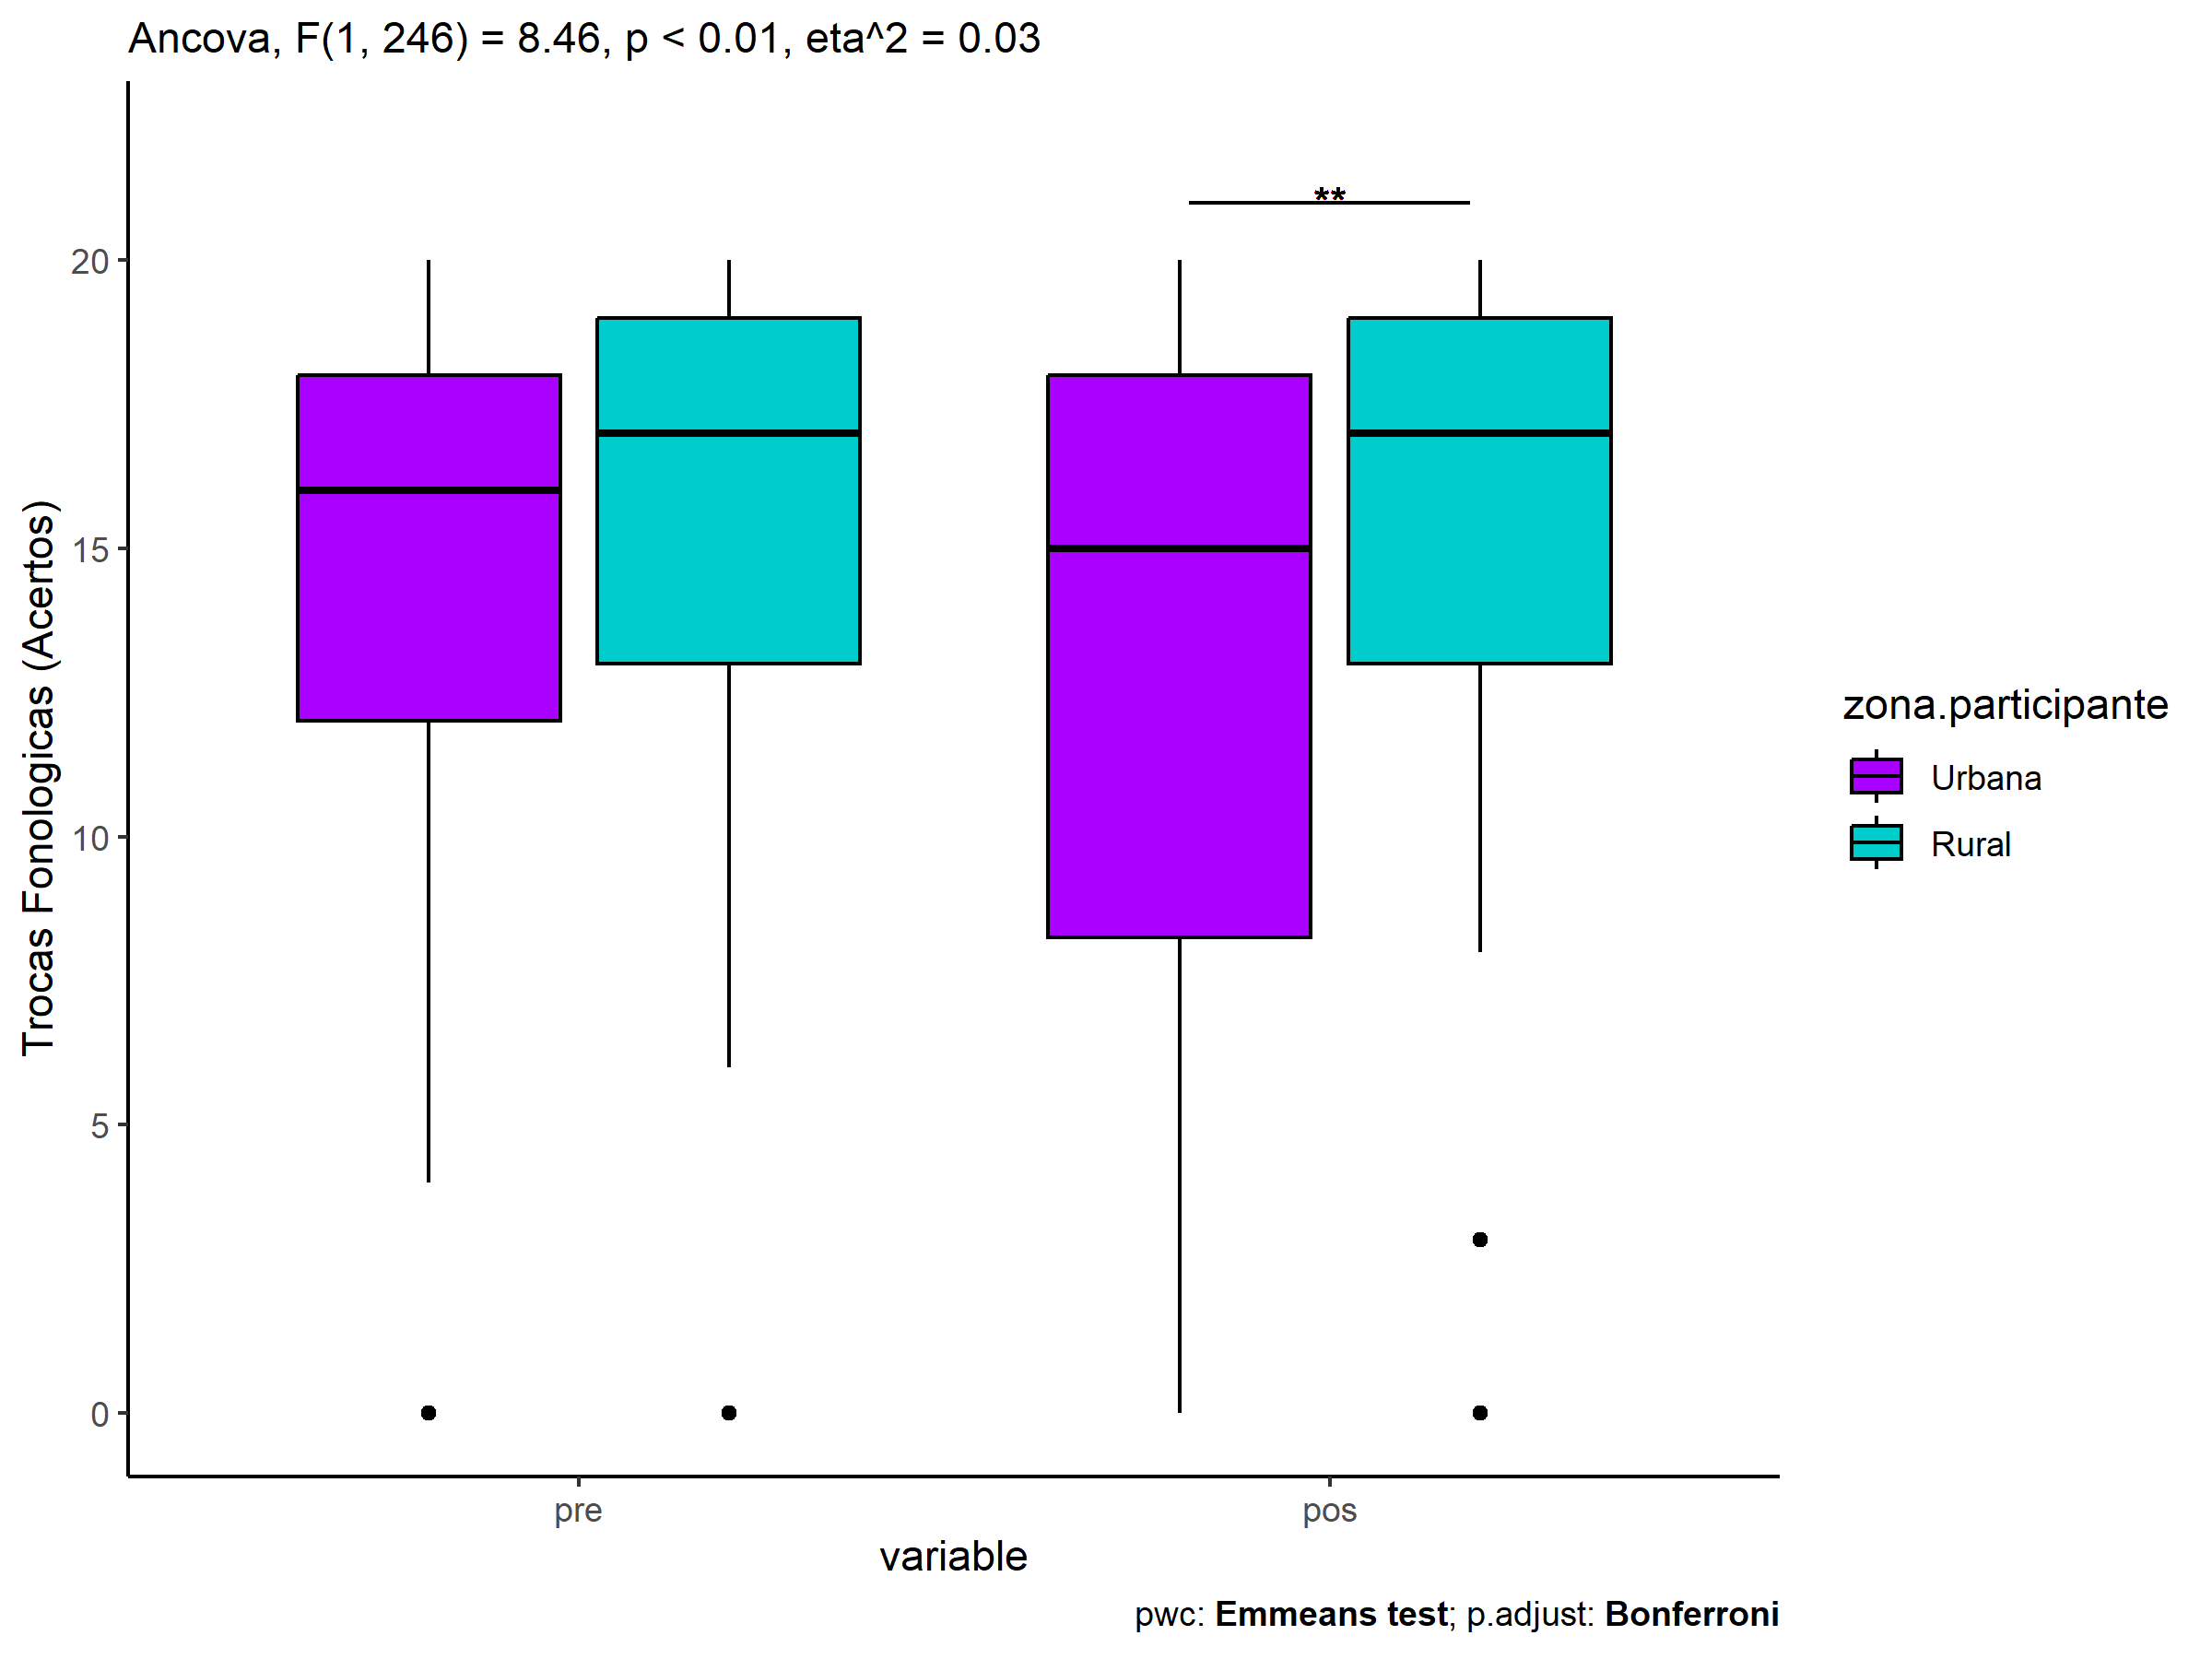 Ancova, F(1, 246) = 8.46, p < 0.01, eta^2 = 0.03
Trocas Fonologicas (Acertos)
20
15
10
5
0
**
pre
pos
variable
zona.participante
Urbana
Rural
pwc: Emmeans test; p.adjust: Bonferroni